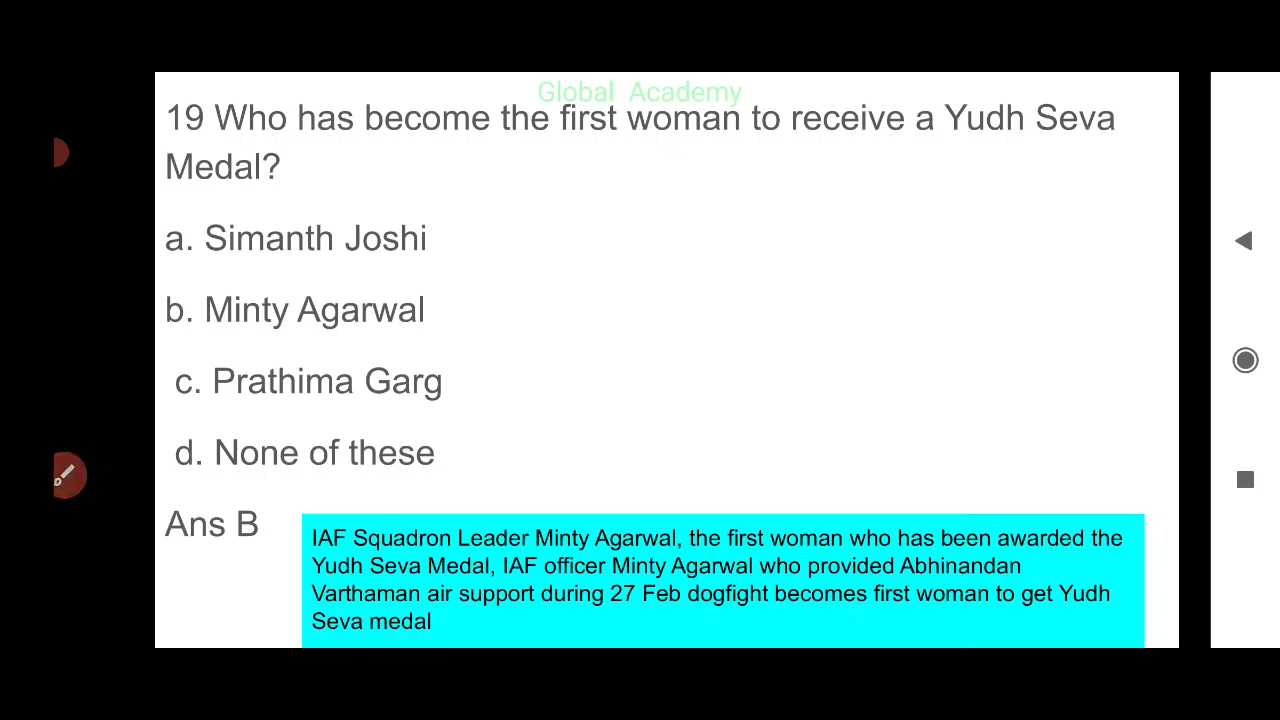 Global Academy
19 Who has become the first woman to receive a Yudh Seva
Medal?
a. Simanth Joshi
b. Minty Agarwal
c. Prathima Garg
d. None of these
Ans B
IAF Squadron Leader Minty Agarwal, the first woman who has been awarded the
Yudh Seva Medal, IAF officer Minty Agarwal who provided Abhinandan
Varthaman air support during 27 Feb dogfight becomes first woman to get Yudh
Seva medal